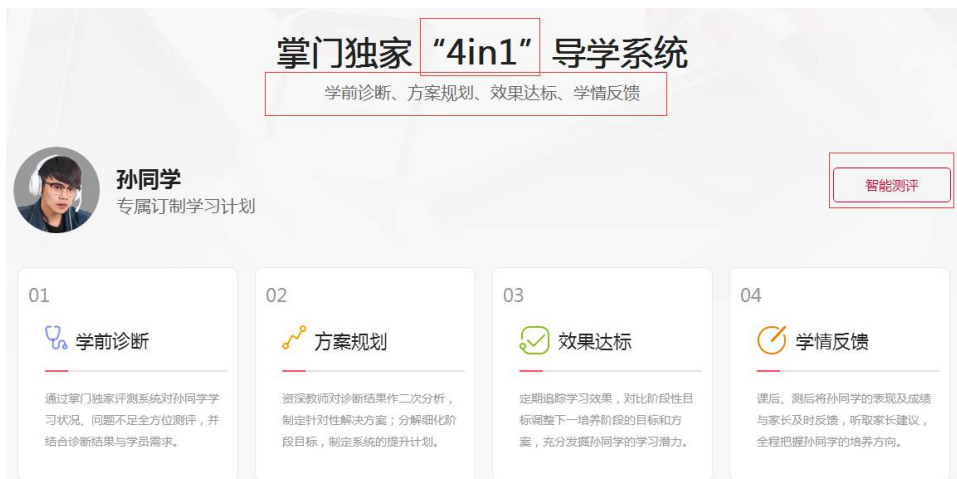 掌门独家 “4in1” 导学系统
学前诊断、方案规划、效果达标、学情反馈
孙同学
专属订制学习计划
智能测评
01
学前诊断
通过掌门独家评测系统对孙同学学
习状况、问题不足全方位测评，并
结合诊断结果与学员需求。
02
方案规划
资深教师对诊断结果作二次分析，
制定针对性解决方案；分解细化阶
段目标，制定系统的提升计划。
03
效果达标
定期追踪学习效果，对比阶段性目
标调整下一培养阶段的目标和方
案，充分发掘孙同学的学习潜力。
04
学情反馈
课后、测后将孙同学的表现及成绩
与家长及时反馈，听取家长建议，
全程把握孙同学的培养方向。